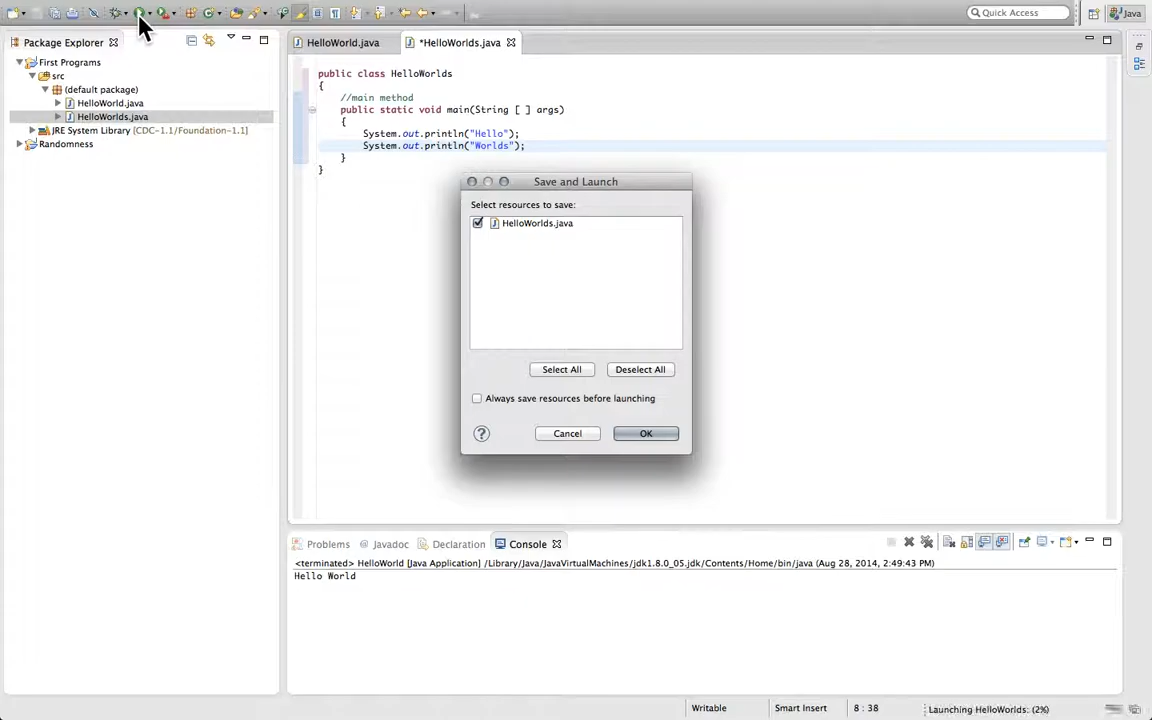 Quick Access
Java
Package Explorer
HelloWorld.java
*HelloWorlds.java
First Programs
src
(default package)
HelloWorld.java
HelloWorlds.java
JRE System Library [CDC-1.1/Foundation-1.1]
Randomness
public class HelloWorlds
{
//main method
public static void main(String [ ] args)
{
System.out.println("Hello");
System.out.println("Worlds");
}
}
Save and Launch
Select resources to save:
HelloWorlds.java
Select All
Deselect All
Always save resources before launching
?
Cancel
OK
Problems
@ Javadoc
Declaration
Console
<terminated> HelloWorld [Java Application] /Library/Java/JavaVirtualMachines/jdk1.8.0_05.jdk/Contents/Home/bin/java (Aug 28, 2014, 2:49:43 PM)
Hello World
Writable
Smart Insert
8 : 38
Launching HelloWorlds: (2%)